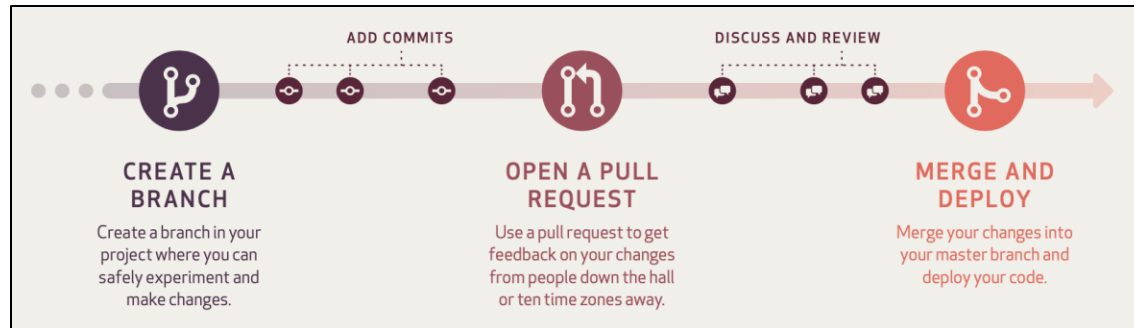 ADD COMMITS
DISCUSS AND REVIEW
CREATE A
BRANCH
Create a branch in your
project where you can
safely experiment and
make changes.
OPEN A PULL
REQUEST
Use a pull request to get
feedback on your changes
from people down the hall
or ten time zones away.
MERGE AND
DEPLOY
Merge your changes into
your master branch and
deploy your code.